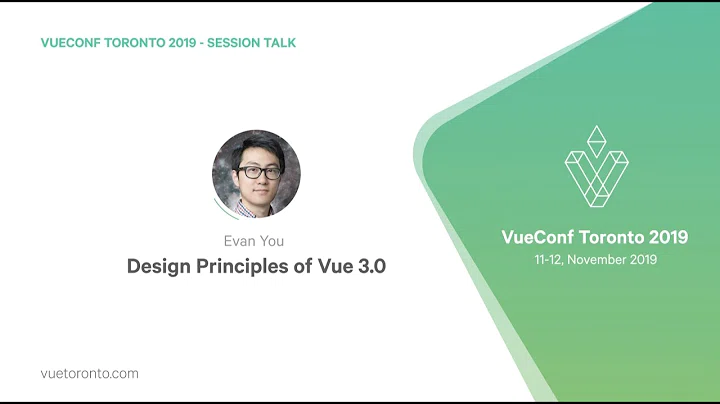 VUECONF TORONTO 2019 - SESSION TALK
Evan You
Design Principles of Vue 3.0
VueConf Toronto 2019
11-12, November 2019
vuetoronto.com